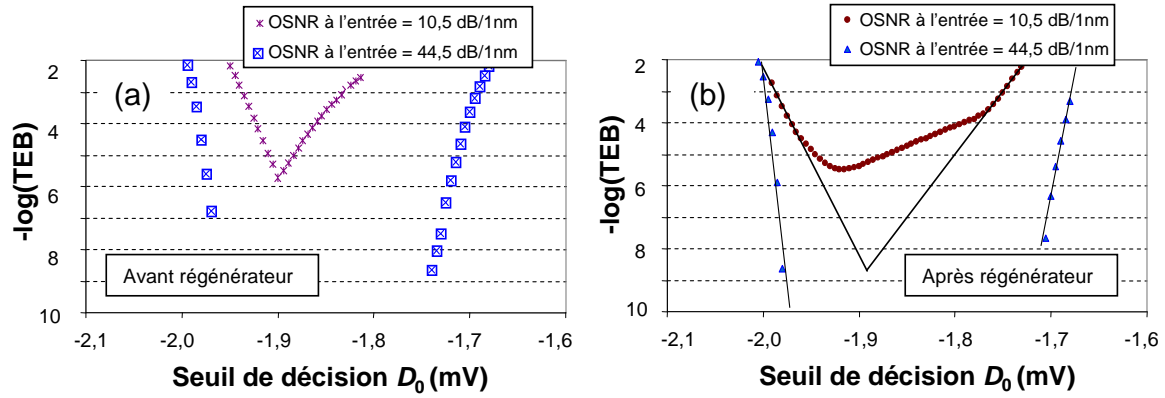 OSNR à l'entrée = 10,5 dB/1nm
OSNR à l'entrée = 44,5 dB/1nm
(a)
2
4
6
8
10
-log(TEB)
Avant régénérateur
-2,1
-2,0
-1,9
-1,8
-1,7
-1,6
Seuil de décision D0 (mV)
OSNR à l'entrée = 10,5 dB/1nm
OSNR à l'entrée = 44,5 dB/1nm
(b)
2
4
6
8
10
-log(TEB)
Après régénérateur
-2,1
-2,0
-1,9
-1,8
-1,7
-1,6
Seuil de décision D0 (mV)